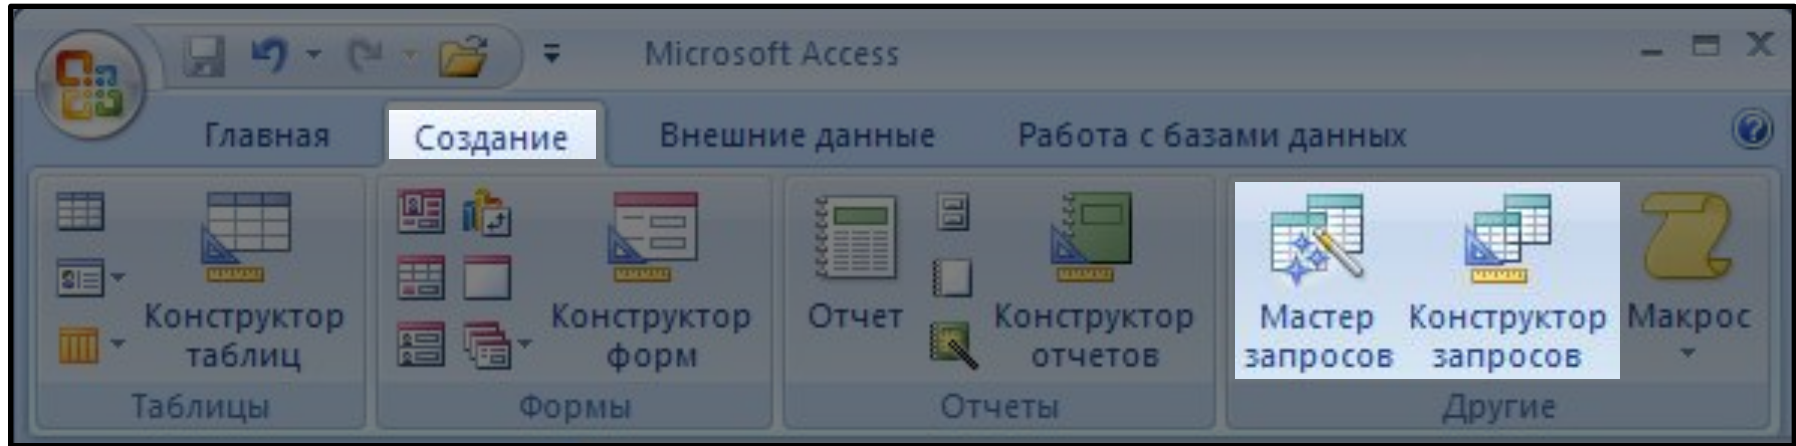 Microsoft Access
Главная Создание Внешние данные Работа с базами данных
Конструктор таблиц
Конструктор форм
Отчет
Конструктор отчетов
Мастер запросов
Конструктор запросов
Макрос
Таблицы Формы Отчеты Другие